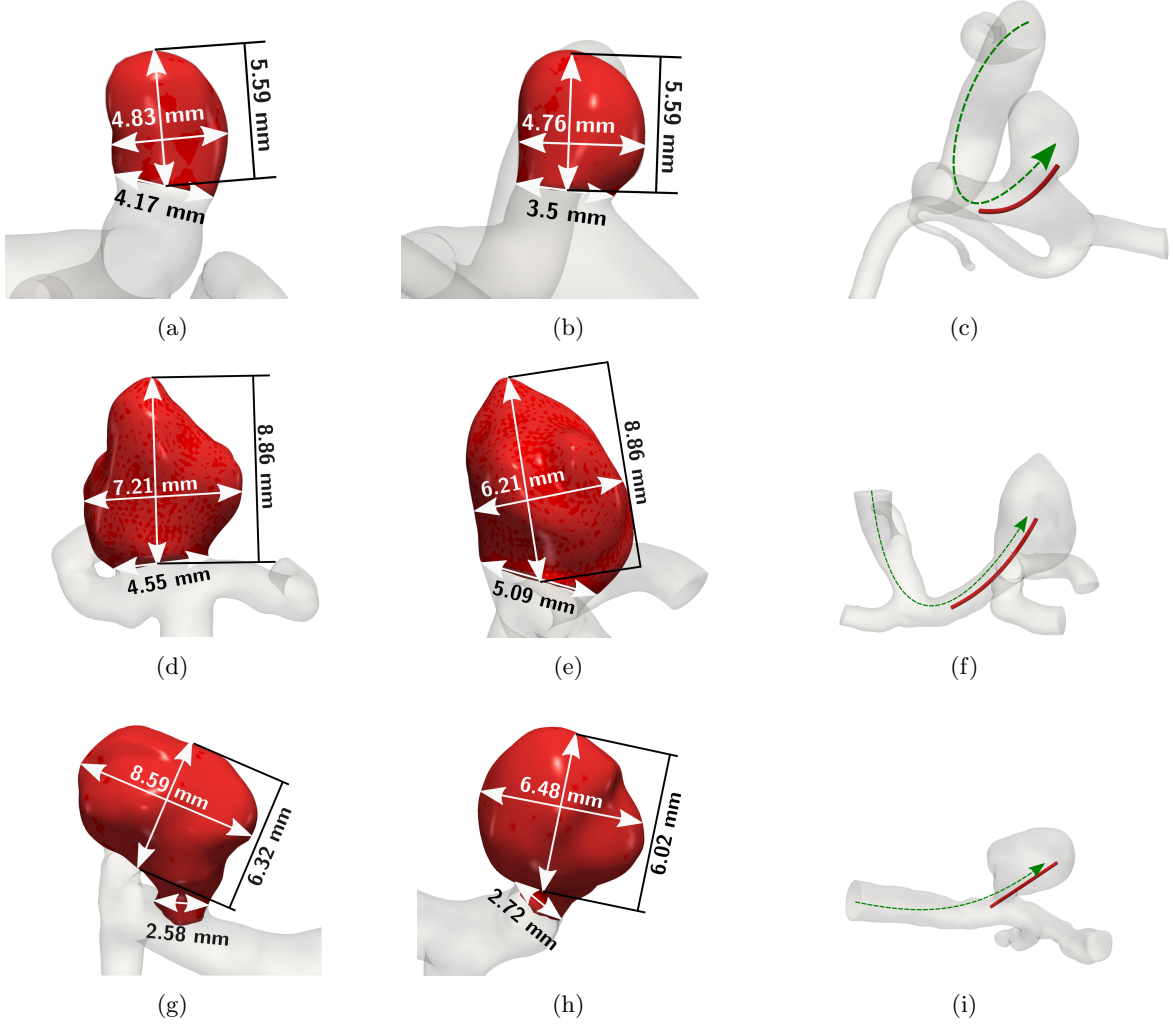 5.59 mm
4.83 mm
4.17 mm
5.59 mm
4.76 mm
3.5 mm
(a)
(b)
(c)
8.86 mm
7.21 mm
4.55 mm
8.86 mm
6.21 mm
5.09 mm
(d)
(e)
(f)
8.59 mm
6.32 mm
2.58 mm
6.48 mm
6.02 mm
2.72 mm
(g)
(h)
(i)